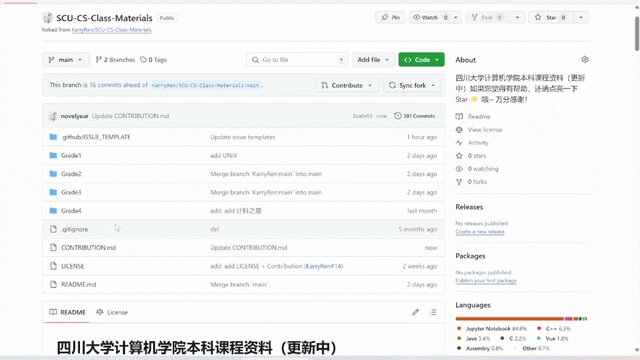 SCU-CS-Class-Materials Public
forked from KarryRen/SCU-CS-Class-Materials
Pin Watch 0 Fork 0 Star 0
main 2 Branches 0 Tags Go to file t Add file Code
This branch is 16 commits ahead of KarryRen/SCU-CS-Class-Materials:main . Contribute Sync fork
novelyear Update CONTRIBUTION.md now 381 Commits
.github/ISSUE_TEMPLATE Update issue templates 1 hour ago
Grade1 add UNIX 2 days ago
Grade2 Merge branch 'KarryRen:main' into main 2 days ago
Grade3 Merge branch 'KarryRen:main' into main 2 days ago
Grade4 add: add 计科之星 last month
.gitignore del 5 months ago
CONTRIBUTION.md Update CONTRIBUTION.md now
LICENSE add: add LICENSE + Contribution (KarryRen#14) 2 weeks ago
README.md Merge branch 'main' 2 days ago
README License
四川大学计算机学院本科课程资料（更新中）
About
四川大学计算机学院本科课程资料（更新
中）如果您觉得有帮助，还请点亮一下
Star 哦~ 万分感谢！
Readme
View license
Activity
0 stars
0 watching
0 forks
Releases
No releases published
Create a new release
Packages
No packages published
Publish your first package
Languages
Jupyter Notebook 84.8% C++ 6.3%
Java 3.4% C 2.2% Vue 1.8%
Assembly 0.8% Other 0.7%